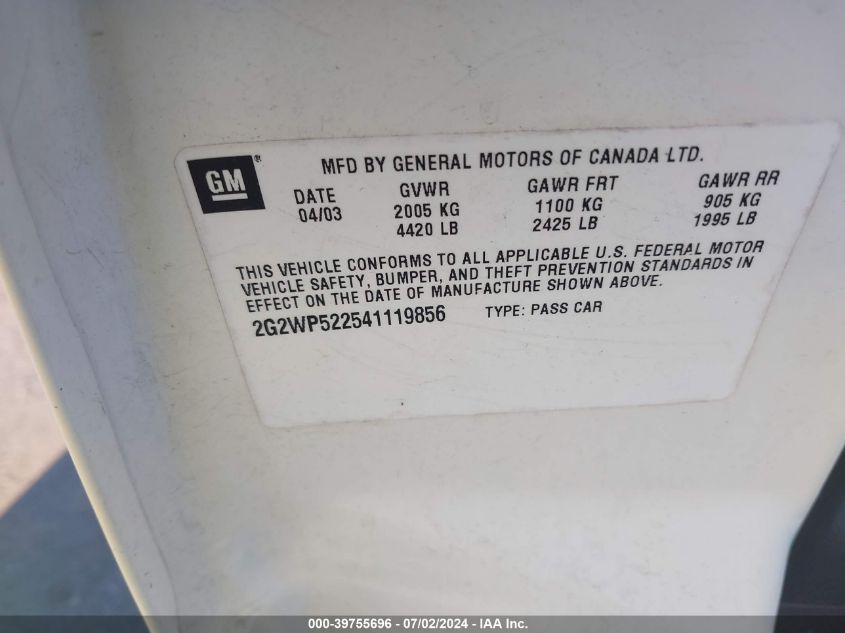 GM ®
MFD BY GENERAL MOTORS OF CANADA LTD.
DATE GVWR GAWR FRT GAWR RR
04/03 2005 KG 1100 KG 905 KG
4420 LB 2425 LB 1995 LB
THIS VEHICLE CONFORMS TO ALL APPLICABLE U.S. FEDERAL MOTOR
VEHICLE SAFETY, BUMPER, AND THEFT PREVENTION STANDARDS IN
EFFECT ON THE DATE OF MANUFACTURE SHOWN ABOVE.
2G2WP522541119856 TYPE: PASS CAR
000-39755696 - 07/02/2024 - IAA Inc.